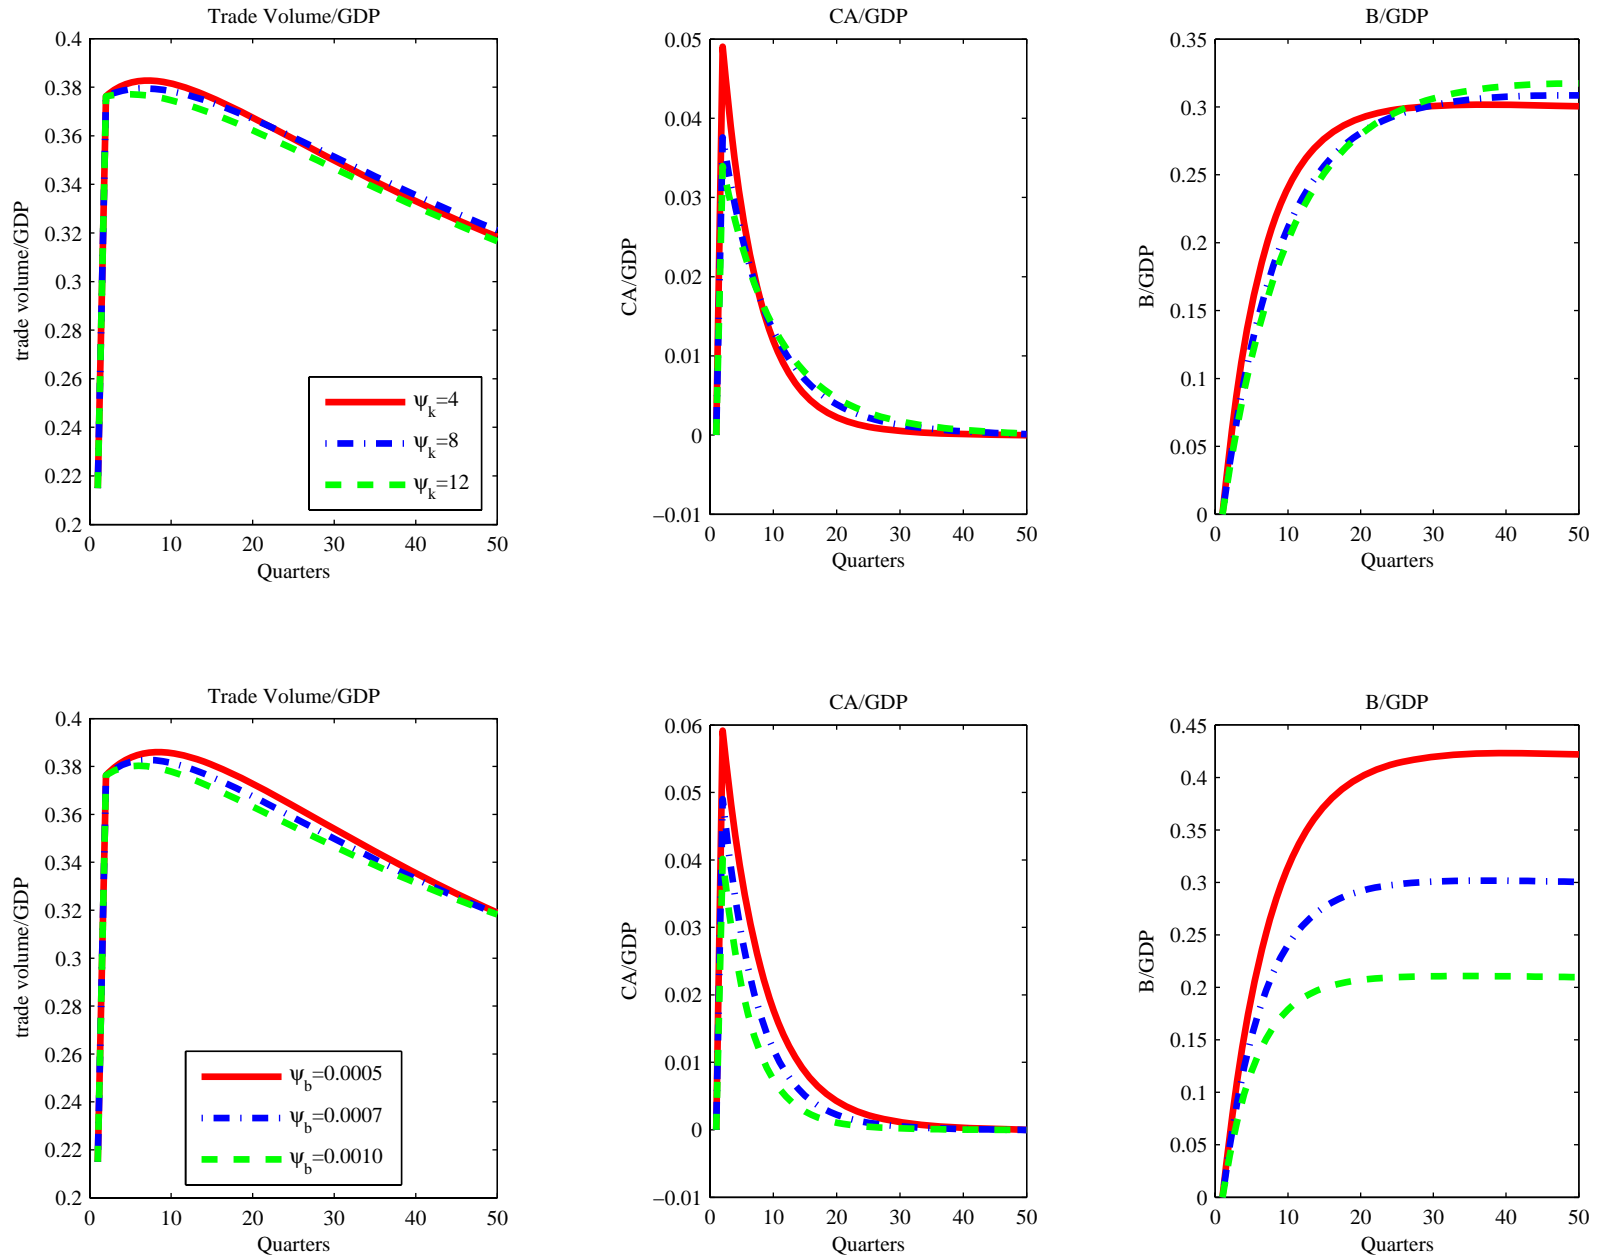 Trade Volume/GDP
0.4
0.38
0.36
0.34
0.32
0.3
0.28
0.26
0.24
0.22
0.2
trade volume/GDP
0 10 20 30 40 50
Quarters
ψk=4
ψk=8
ψk=12
CA/GDP
0.05
0.04
0.03
0.02
0.01
0
−0.01
CA/GDP
0 10 20 30 40 50
Quarters
B/GDP
0.35
0.3
0.25
0.2
0.15
0.1
0.05
0
B/GDP
0 10 20 30 40 50
Quarters
Trade Volume/GDP
0.4
0.38
0.36
0.34
0.32
0.3
0.28
0.26
0.24
0.22
0.2
trade volume/GDP
0 10 20 30 40 50
Quarters
ψb=0.0005
ψb=0.0007
ψb=0.0010
CA/GDP
0.06
0.05
0.04
0.03
0.02
0.01
0
−0.01
CA/GDP
0 10 20 30 40 50
Quarters
B/GDP
0.45
0.4
0.35
0.3
0.25
0.2
0.15
0.1
0.05
0
B/GDP
0 10 20 30 40 50
Quarters